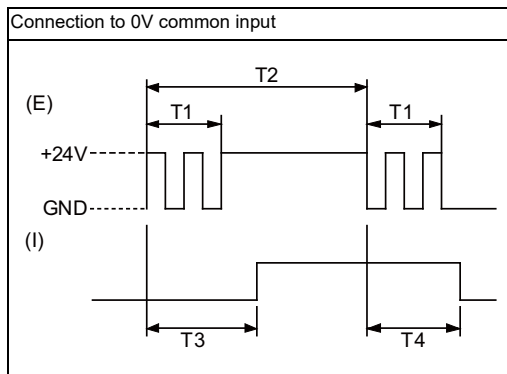 Connection to 0V common input
T2
(E)
T1
T1
+24V
GND
(I)
T3
T4